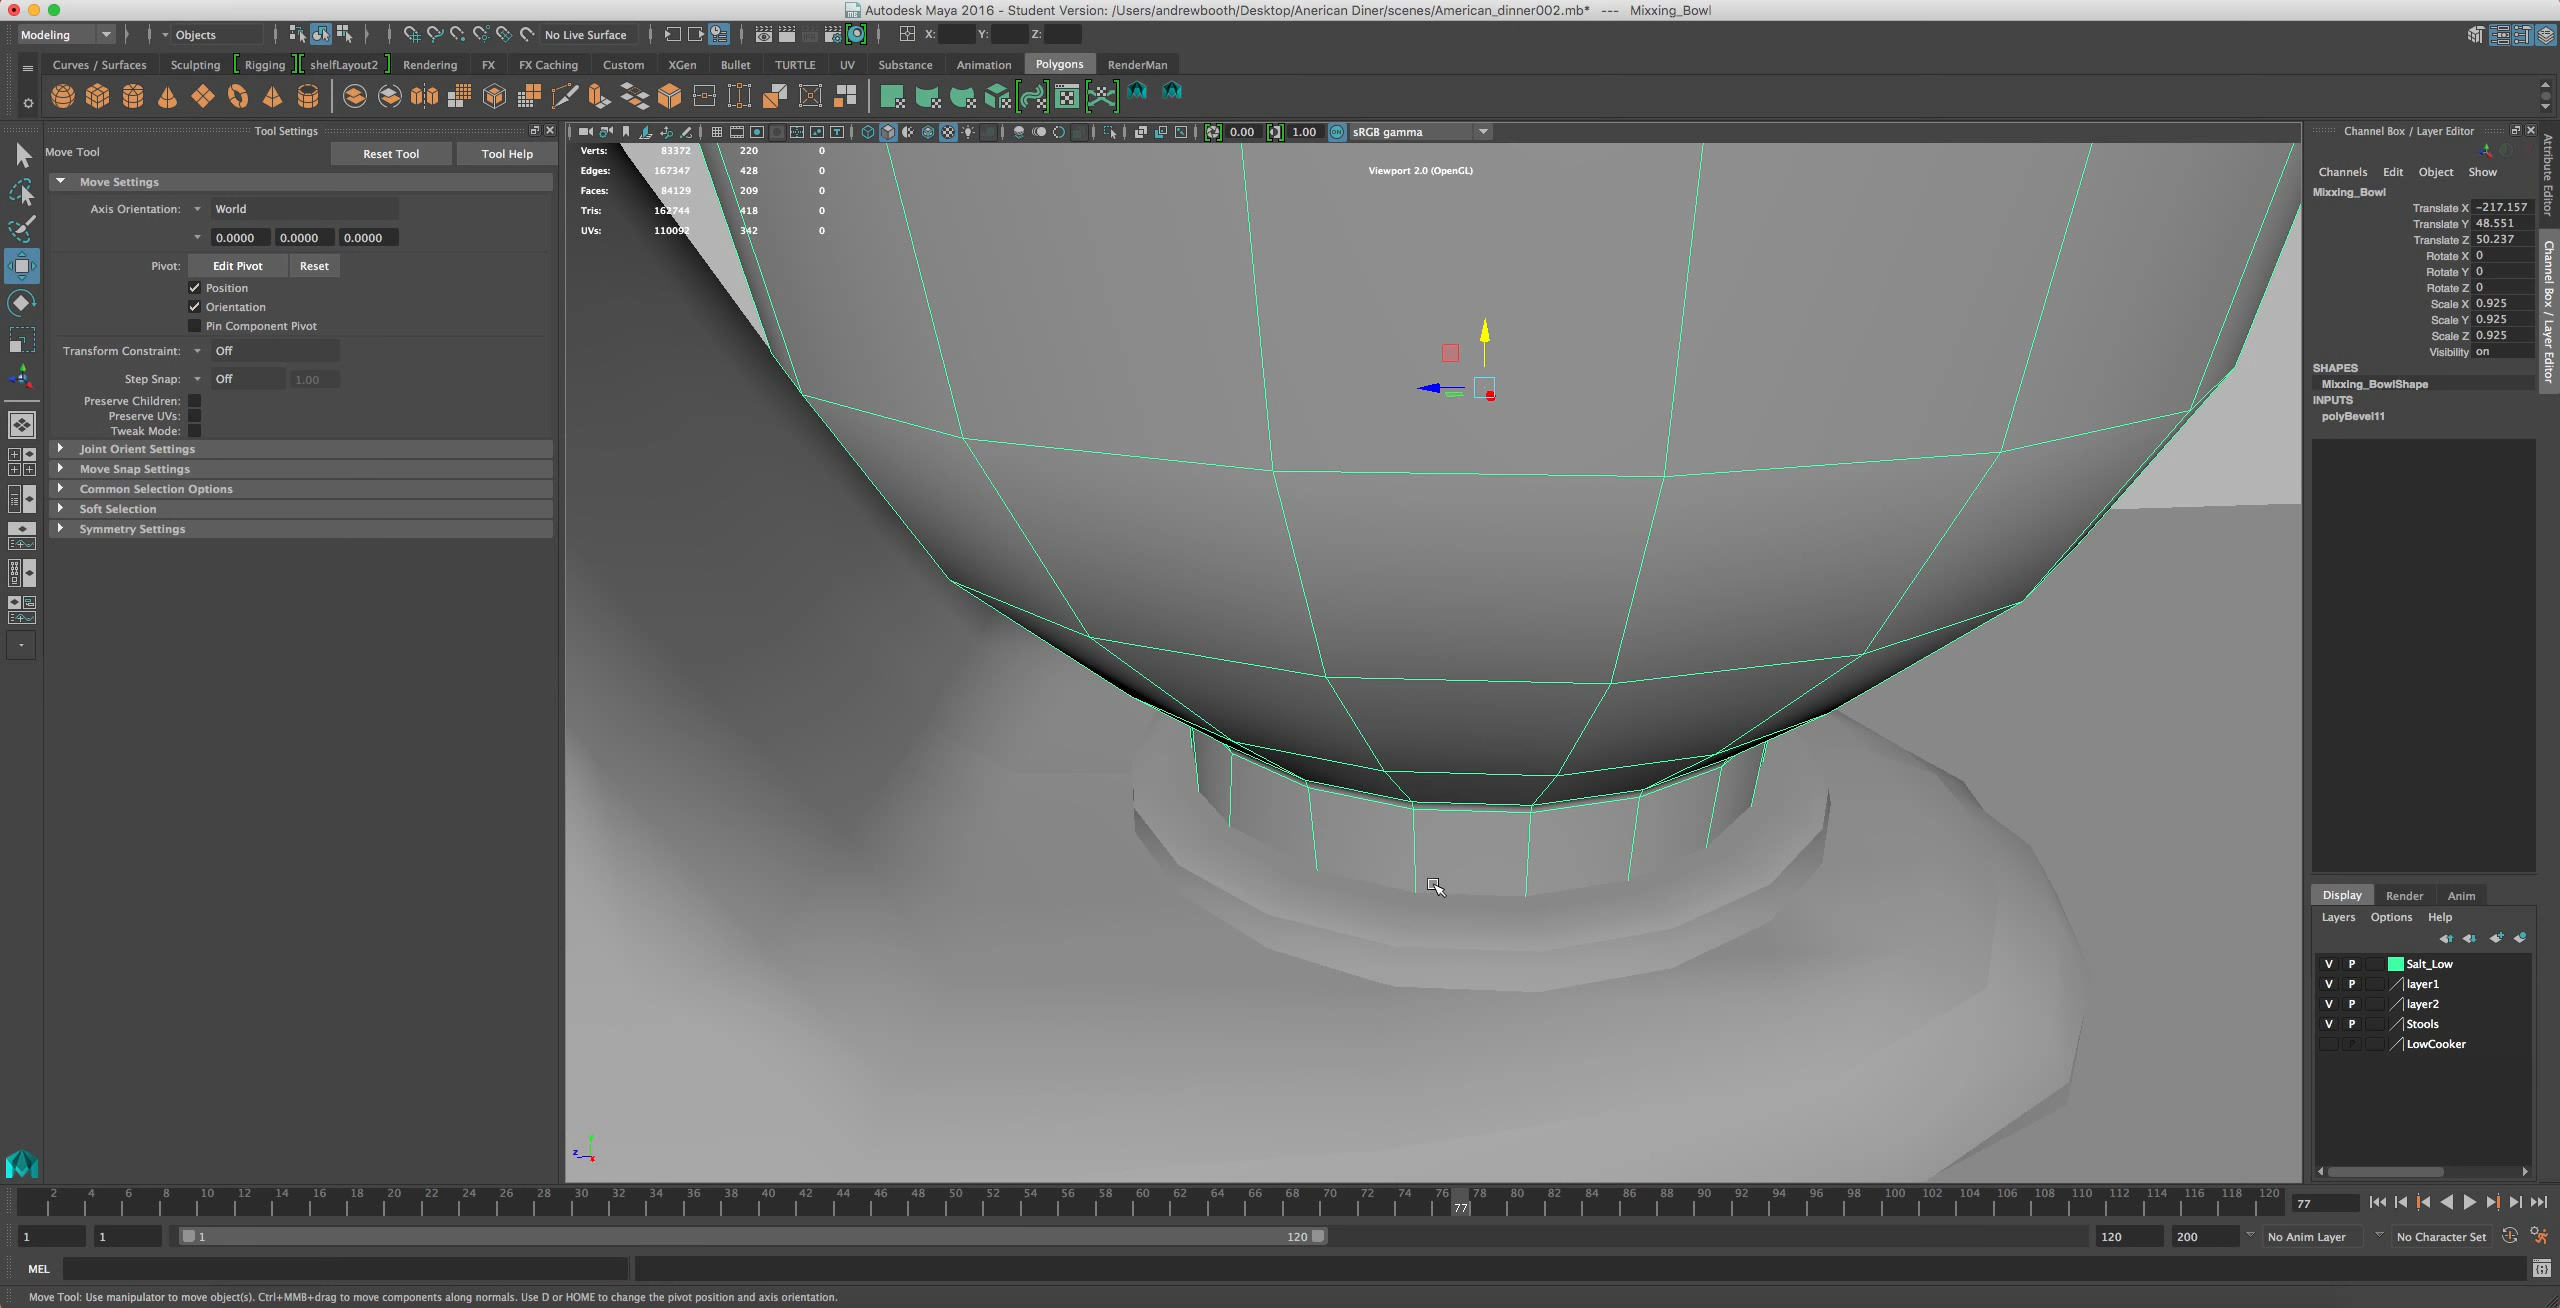 Autodesk Maya 2016 - Student Version: /Users/andrewbooth/Desktop/Anerican Diner/scenes/American_dinner002.mb* --- Mixxing_Bowl
Modeling Objects No Live Surface X: Y: Z:
Curves / Surfaces Sculpting Rigging shelfLayout2 Rendering FX FX Caching Custom XGen Bullet TURTLE UV Substance Animation Polygons RenderMan
Tool Settings
Move Tool Reset Tool Tool Help
Move Settings
Axis Orientation: World
0.0000 0.0000 0.0000
Pivot: Edit Pivot Reset
Position
Orientation
Pin Component Pivot
Transform Constraint: Off
Step Snap: Off 1.00
Preserve Children:
Preserve UVs:
Tweak Mode:
Joint Orient Settings
Move Snap Settings
Common Selection Options
Soft Selection
Symmetry Settings
0.00 1.00 ON sRGB gamma
Verts: 83372 220 0
Edges: 167347 428 0
Faces: 84129 209 0
Tris: 162744 418 0
UVs: 110092 342 0
Viewport 2.0 (OpenGL)
Y
Z
X
Channel Box / Layer Editor
Channels Edit Object Show
Mixxing_Bowl
Translate X -217.157
Translate Y 48.551
Translate Z 50.237
Rotate X 0
Rotate Y 0
Rotate Z 0
Scale X 0.925
Scale Y 0.925
Scale Z 0.925
Visibility on
SHAPES
Mixxing_BowlShape
INPUTS
polyBevel11
Attribute Editor
Channel Box / Layer Editor
Display Render Anim
Layers Options Help
V P Salt_Low
V P layer1
V P layer2
V P Stools
P LowCooker
2 4 6 8 10 12 14 16 18 20 22 24 26 28 30 32 34 36 38 40 42 44 46 48 50 52 54 56 58 60 62 64 66 68 70 72 74 76 78 80 82 84 86 88 90 92 94 96 98 100 102 104 106 108 110 112 114 116 118 120
77 77
1 1 1 120 120 200 No Anim Layer No Character Set
MEL
Move Tool: Use manipulator to move object(s). Ctrl+MMB+drag to move components along normals. Use D or HOME to change the pivot position and axis orientation.